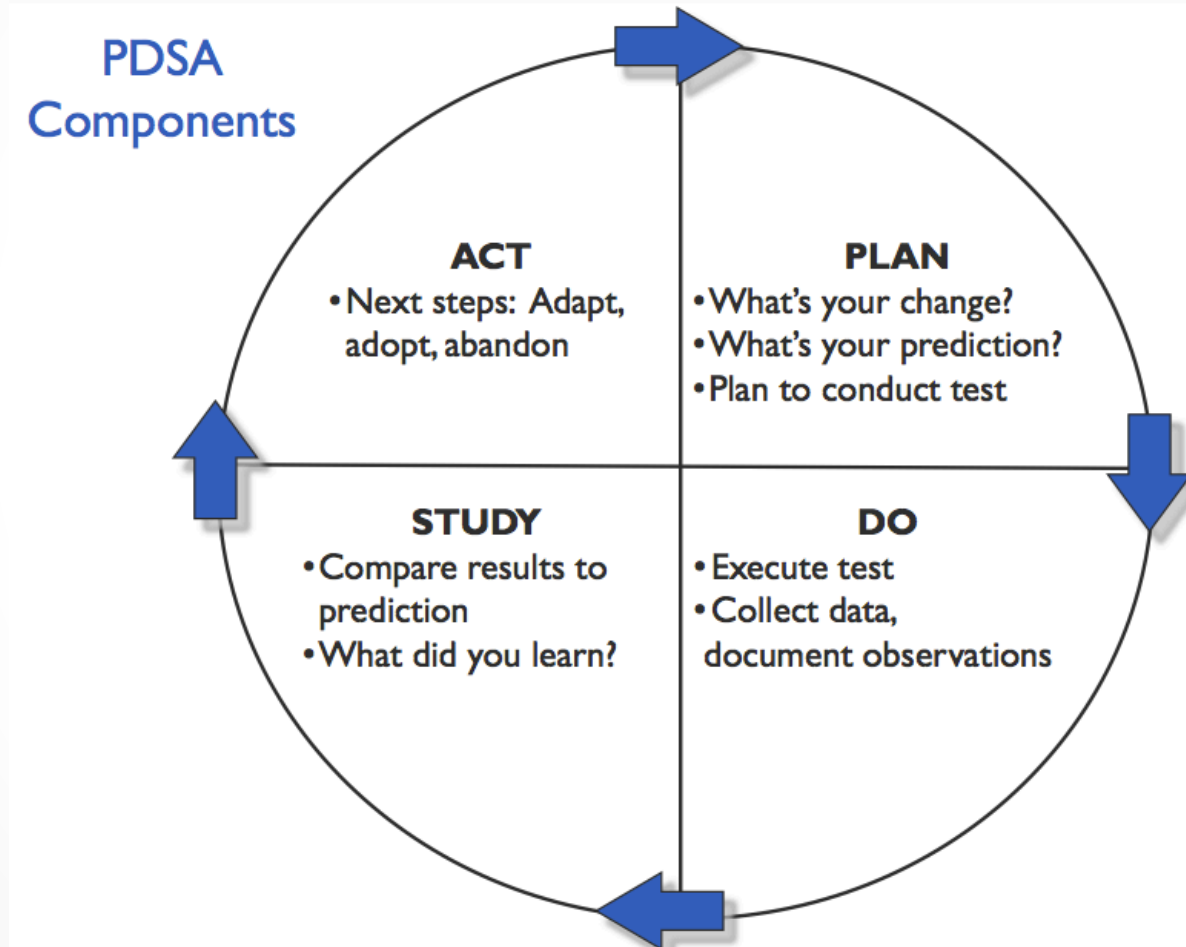 PDSA
Components
ACT
•Next steps: Adapt,
adopt, abandon
PLAN
•What's your change?
•What's your prediction?
•Plan to conduct test
STUDY
•Compare results to
prediction
•What did you learn?
DO
•Execute test
•Collect data,
document observations